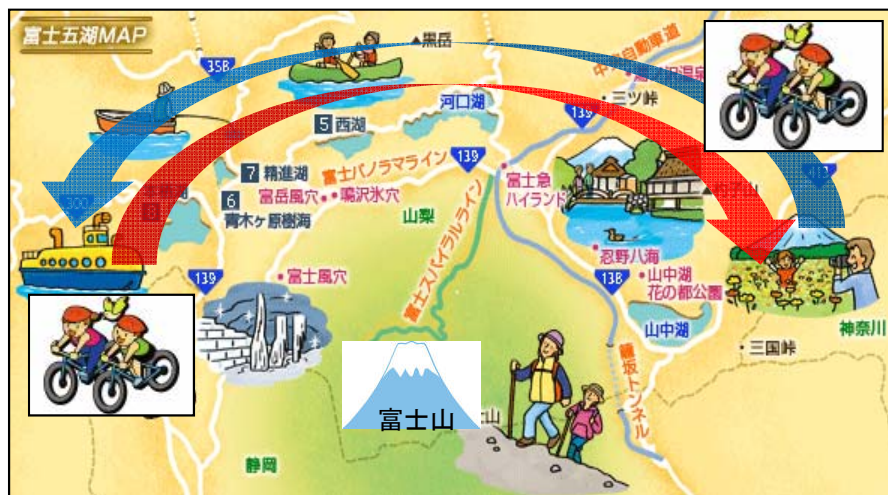 富士五湖MAP
358
黒岳
中央自動車道
三ツ峠
河口湖
139
5 西湖
7 精進湖
富士パノラマライン
139
413
300
6
青木ヶ原樹海
富岳風穴
鳴沢氷穴
山梨
富士急
ハイランド
富士スバルライン
忍野八海
139
富士風穴
138
山中湖
花の都公園
山中湖
神奈川
三国峠
籠坂トンネル
富士山
静岡